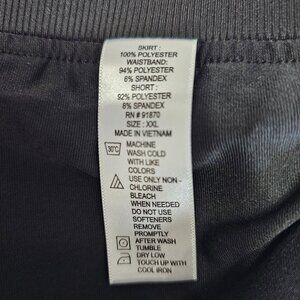 SKIRT:
100% POLYESTER
WAISTBAND:
94% POLYESTER
6% SPANDEX
SHORT:
92% POLYESTER
8% SPANDEX
RN # 91870
SIZE : XXL
MADE IN VIETNAM
30°C MACHINE
WASH COLD
WITH LIKE
COLORS
USE ONLY NON -
CHLORINE
BLEACH
WHEN NEEDED
DO NOT USE
SOFTENERS
REMOVE
PROMPTLY
AFTER WASH
TUMBLE
DRY LOW
TOUCH UP WITH
COOL IRON